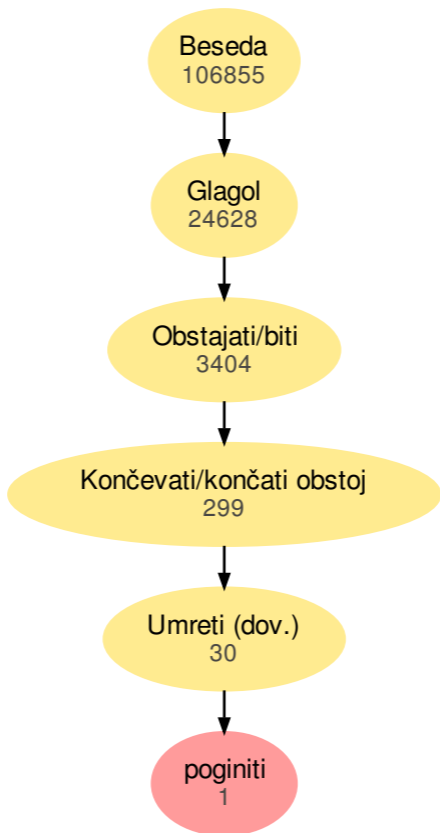 Beseda
106855
Glagol
24628
Obstajati/biti
3404
Končevati/končati obstoj
299
Umreti (dov.)
30
poginiti
1